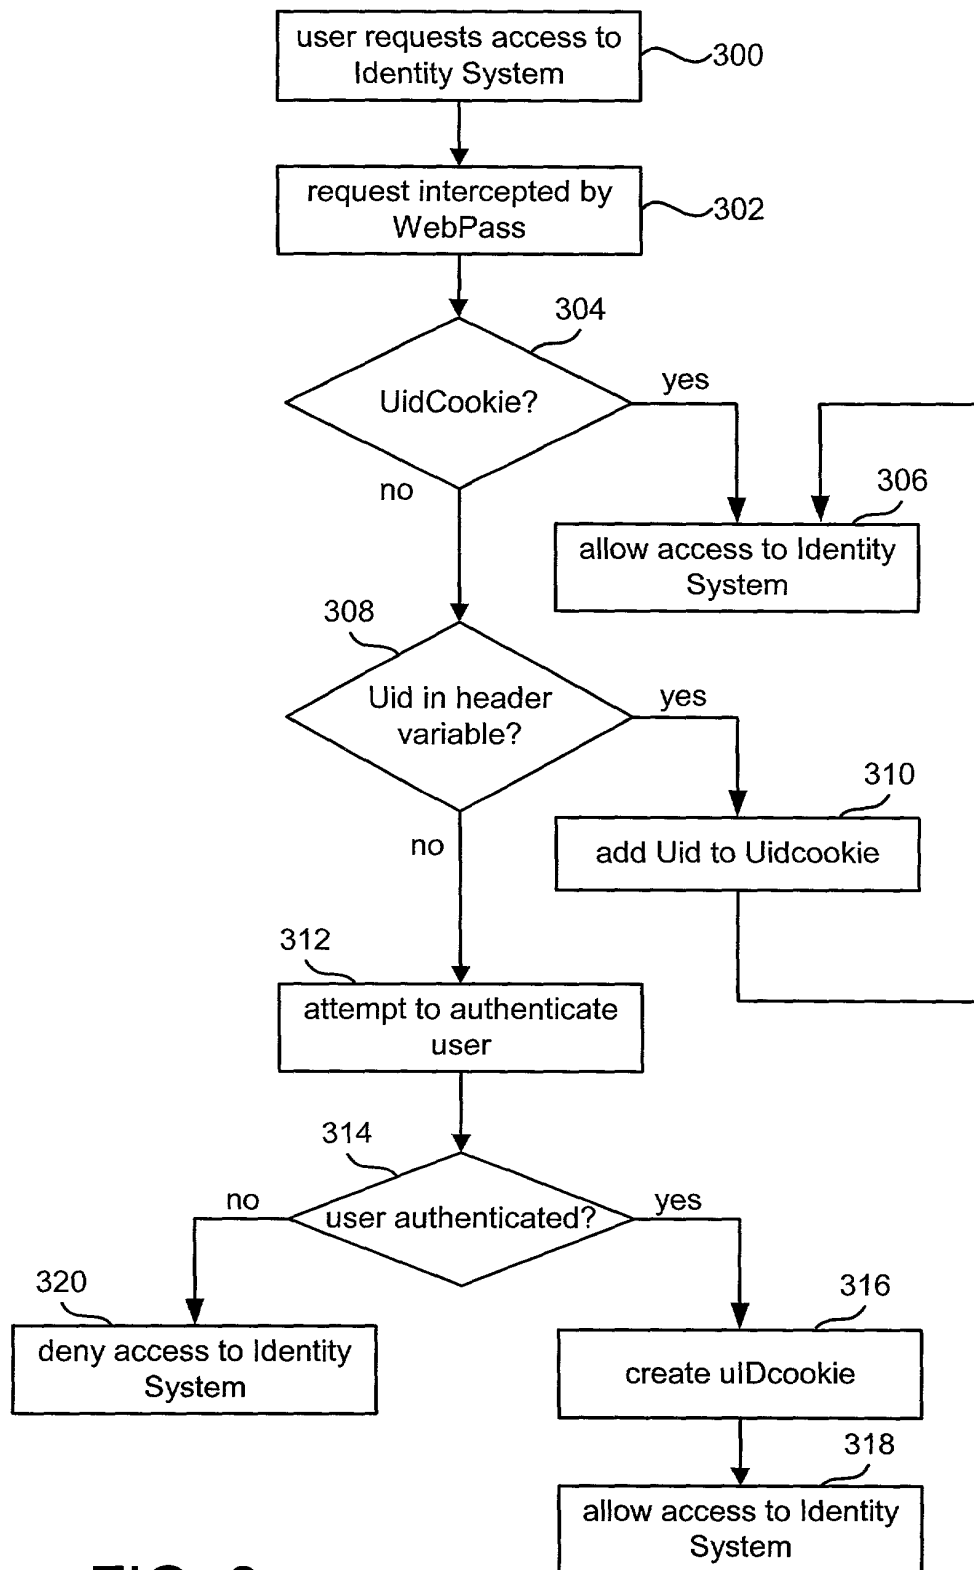 user requests access to
Identity System
300
request intercepted by
WebPass
302
304
UidCookie?
yes
no
306
allow access to Identity
System
308
Uid in header
variable?
yes
no
310
add Uid to Uidcookie
312
attempt to authenticate
user
314
user authenticated?
no
yes
320
deny access to Identity
System
316
create uIDcookie
318
allow access to Identity
System